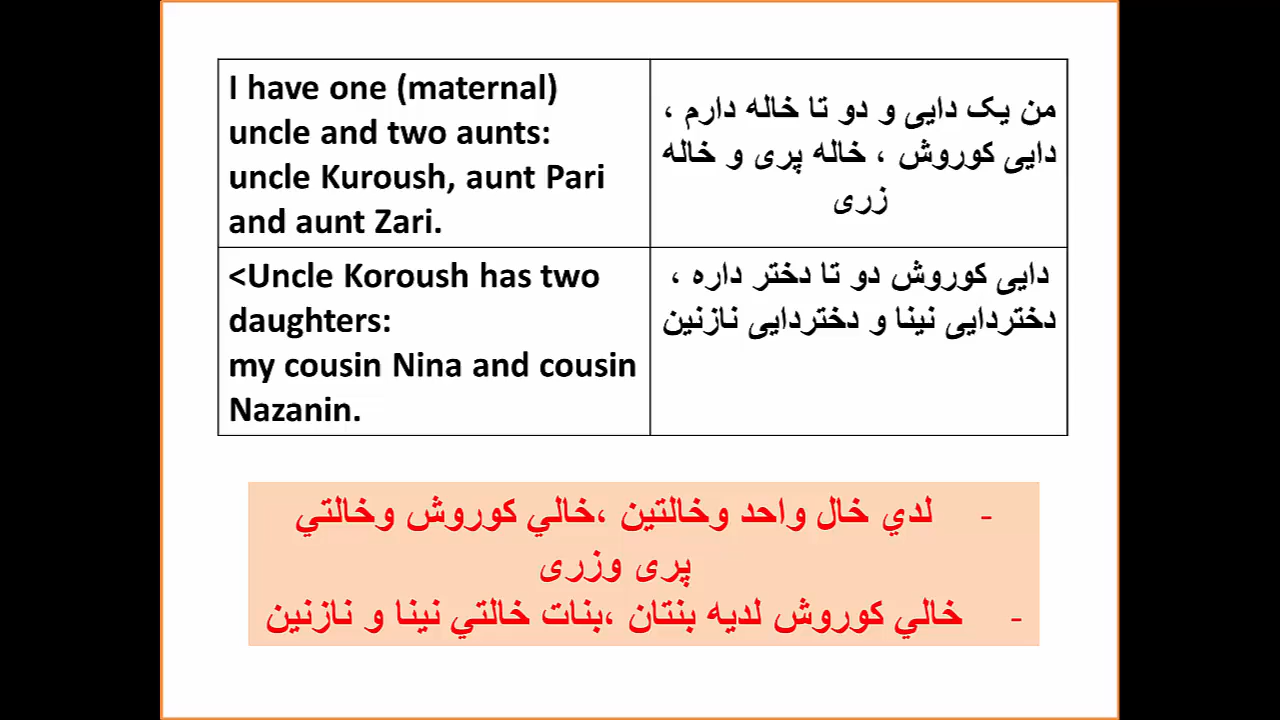 I have one (maternal)
uncle and two aunts:
uncle Kuroush, aunt Pari
and aunt Zari.
من یک دایی و دو تا خاله دارم ،
دایی کوروش ، خاله پری و خاله
زری
<Uncle Koroush has two
daughters:
my cousin Nina and cousin
Nazanin.
دایی کوروش دو تا دختر داره ،
دختردایی نینا و دختردایی نازنین
- لدي خال واحد وخالتين ،خالي كوروش وخالتي
پری وزری
- خالي كوروش لديه بنتان ،بنات خالتي نينا و نازنين